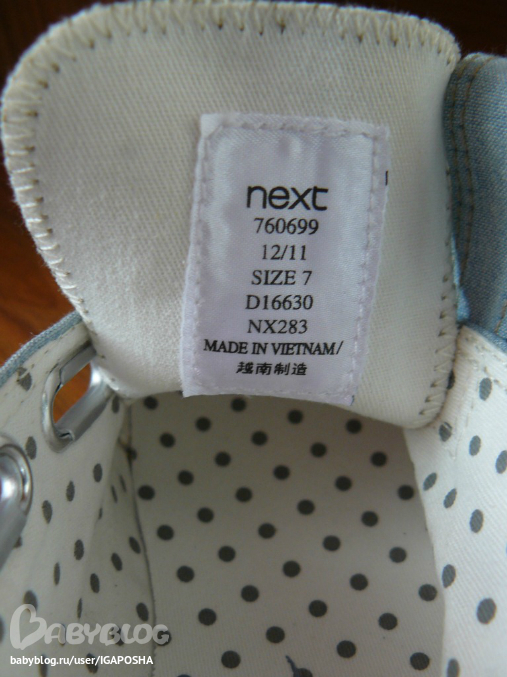 next
760699
12/11
SIZE 7
D16630
NX283
MADE IN VIETNAM/
越南制造
BABYBLOG
babyblog.ru/user/IGAPOSHA